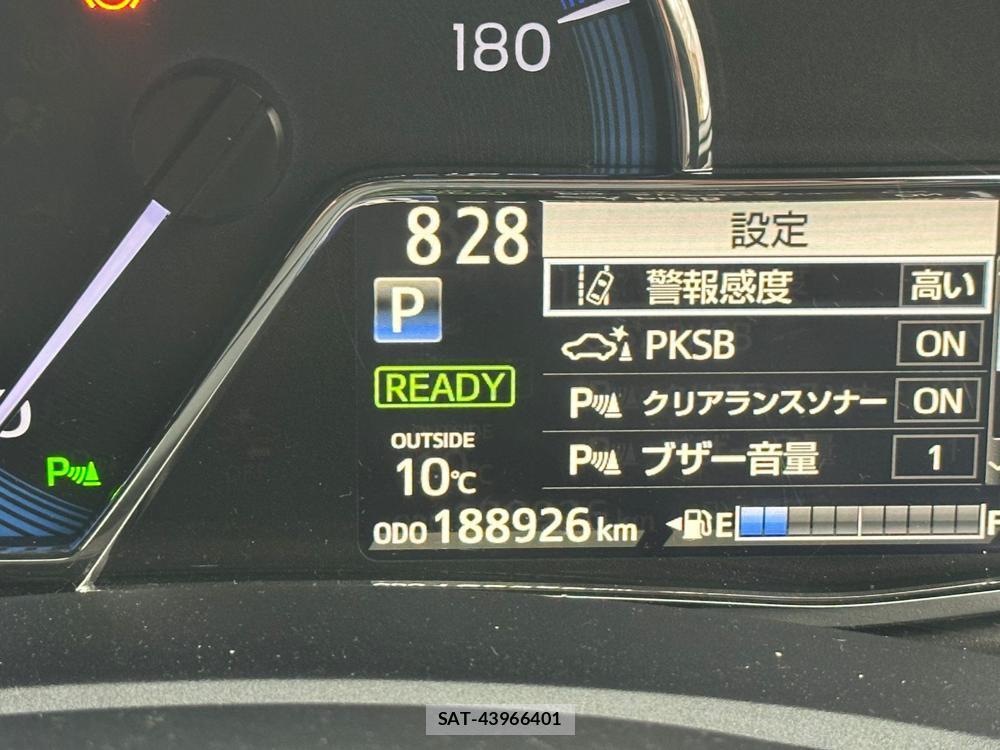 180
8 28
設定
P
警報感度 高い
PKSB ON
READY
P クリアランスソナー ON
OUTSIDE
10℃
P ブザー音量 1
ODO 188926 km
E F
P
SAT-43966401